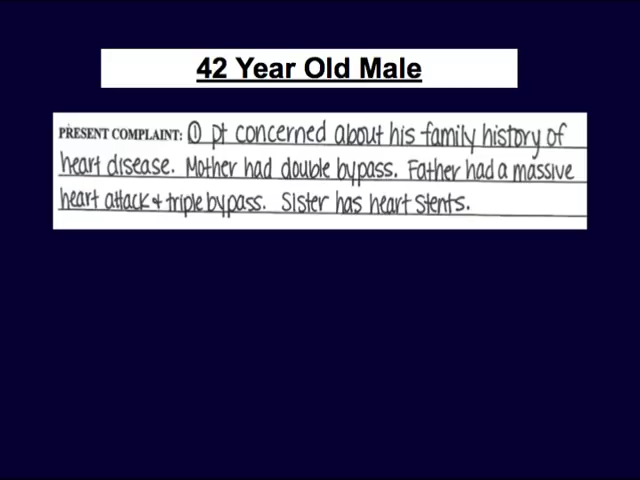 42 Year Old Male
PRESENT COMPLAINT: ① pt concerned about his family history of
heart disease. Mother had double bypass. Father had a massive
heart attack + triple bypass. Sister has heart stents.